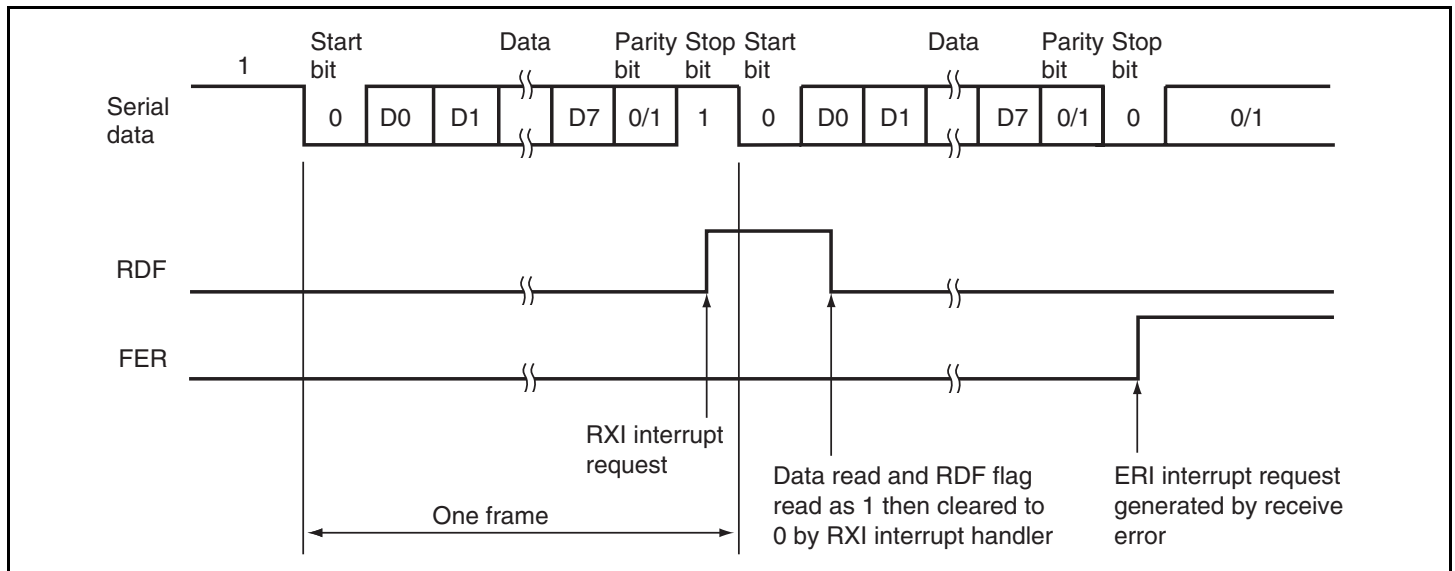 Start bit
Data
Parity bit
Stop bit
Start bit
Data
Parity bit
Stop bit
1
Serial data
0
D0
D1
D7
0/1
1
0
D0
D1
D7
0/1
0
0/1
RDF
FER
RXI interrupt
request
Data read and RDF flag
read as 1 then cleared to
0 by RXI interrupt handler
ERI interrupt request
generated by receive
error
One frame